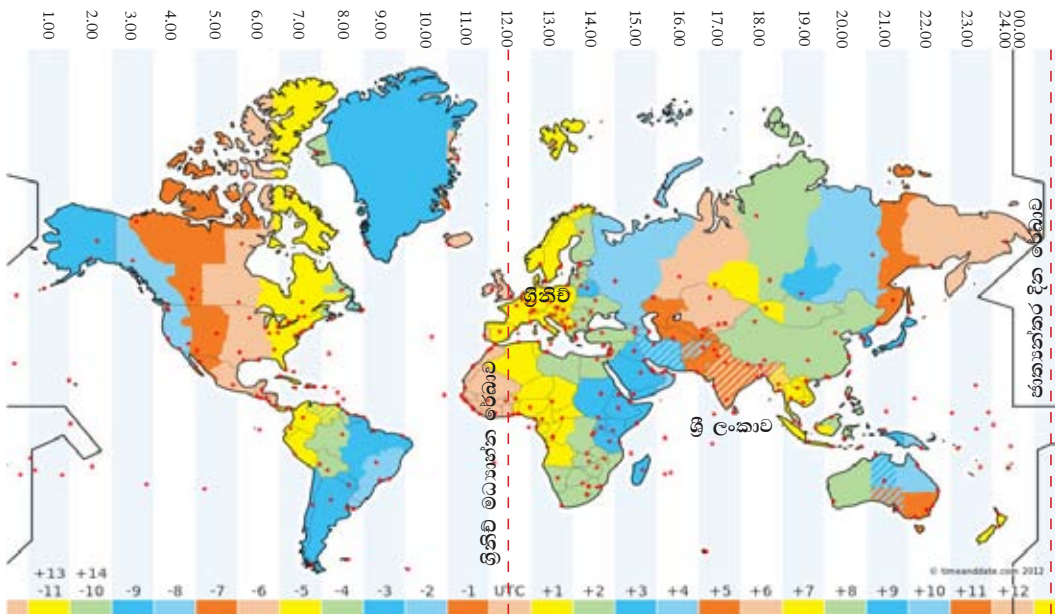 1.00 2.00 3.00 4.00 5.00 6.00 7.00 8.00 9.00 10.00 11.00 12.00 13.00 14.00 15.00 16.00 17.00 18.00 19.00 20.00 21.00 22.00 23.00 24.00 00.00
ග්‍රිනිච්
ග්‍රිනිච් මධ්‍යාහ්න රේඛාව
ශ්‍රී ලංකාව
ජාත්‍යන්තර දින රේඛාව
© timeanddate.com 2012
+13 +14
-11 -10 -9 -8 -7 -6 -5 -4 -3 -2 -1 UTC +1 +2 +3 +4 +5 +6 +7 +8 +9 +10 +11 +12